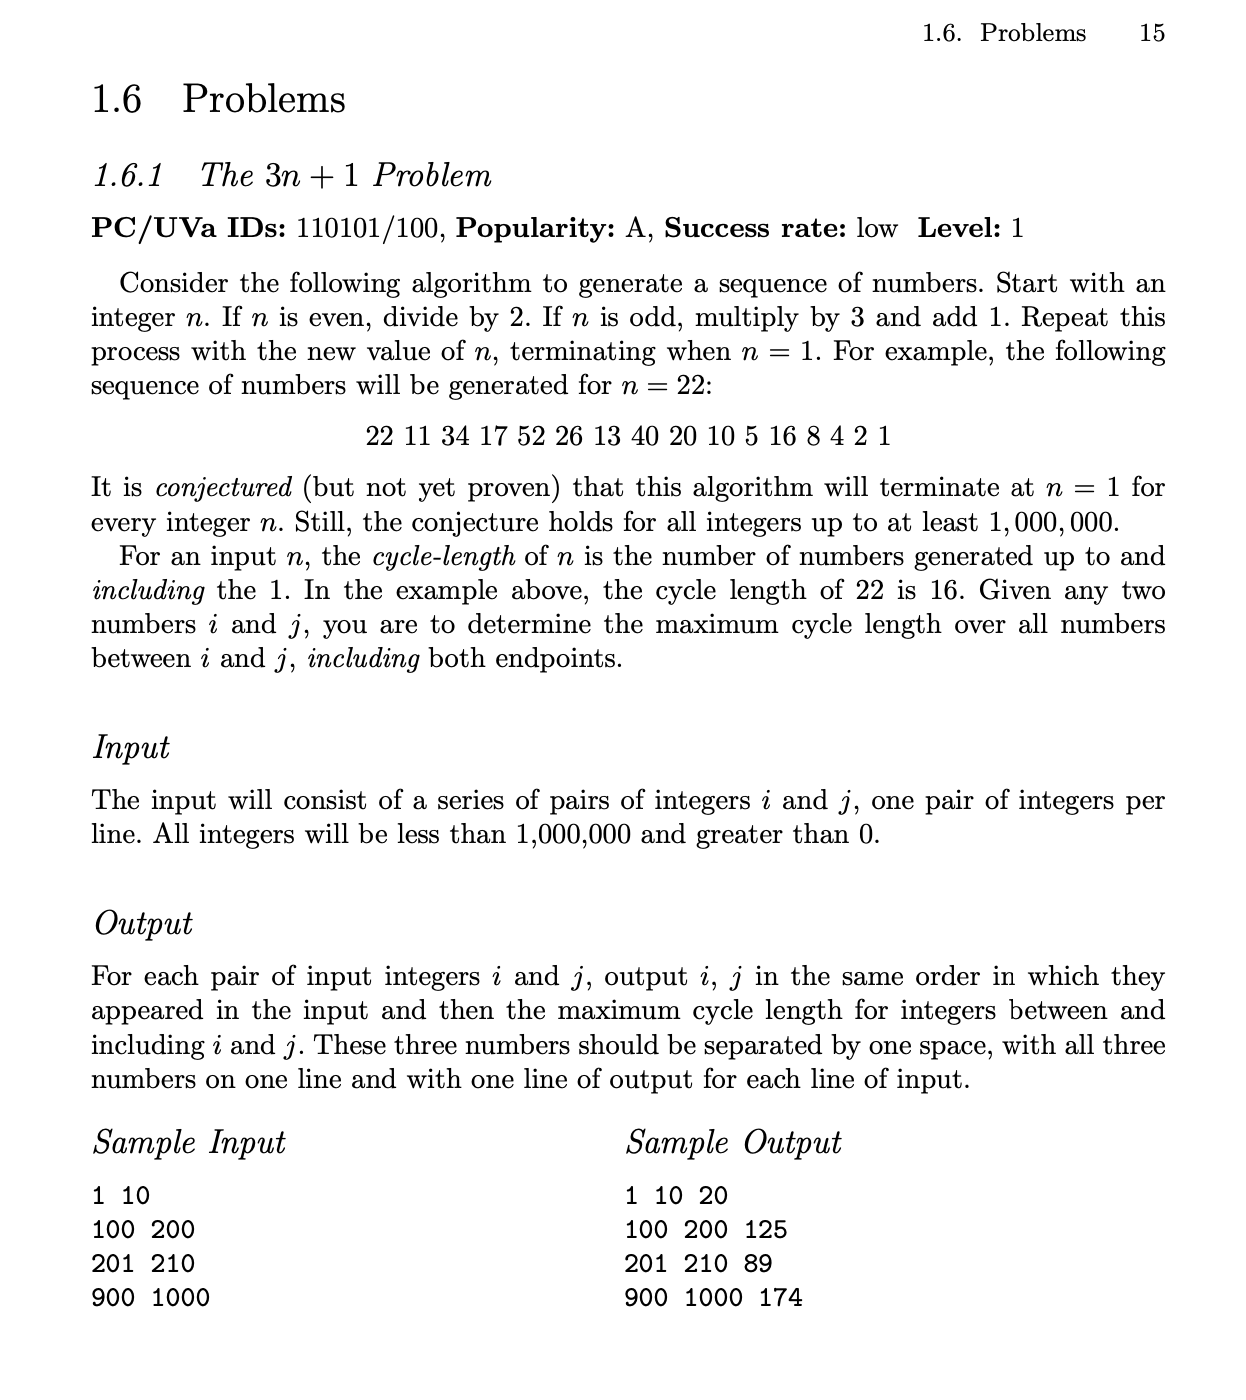 1.6. Problems 15
1.6 Problems
1.6.1 The 3n + 1 Problem
PC/UVa IDs: 110101/100, Popularity: A, Success rate: low Level: 1
Consider the following algorithm to generate a sequence of numbers. Start with an
integer n. If n is even, divide by 2. If n is odd, multiply by 3 and add 1. Repeat this
process with the new value of n, terminating when n = 1. For example, the following
sequence of numbers will be generated for n = 22:
22 11 34 17 52 26 13 40 20 10 5 16 8 4 2 1
It is conjectured (but not yet proven) that this algorithm will terminate at n = 1 for
every integer n. Still, the conjecture holds for all integers up to at least 1, 000, 000.
For an input n, the cycle-length of n is the number of numbers generated up to and
including the 1. In the example above, the cycle length of 22 is 16. Given any two
numbers i and j, you are to determine the maximum cycle length over all numbers
between i and j, including both endpoints.
Input
The input will consist of a series of pairs of integers i and j, one pair of integers per
line. All integers will be less than 1,000,000 and greater than 0.
Output
For each pair of input integers i and j, output i, j in the same order in which they
appeared in the input and then the maximum cycle length for integers between and
including i and j. These three numbers should be separated by one space, with all three
numbers on one line and with one line of output for each line of input.
Sample Input
1 10
100 200
201 210
900 1000
Sample Output
1 10 20
100 200 125
201 210 89
900 1000 174